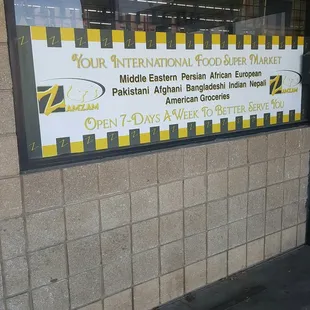 Your International Food Super Market
Middle Eastern Persian African European
Pakistani Afghani Bangladeshi Indian Nepali
American Groceries
Open 7-Days A Week To Better Serve You
ZamZam
ZamZam